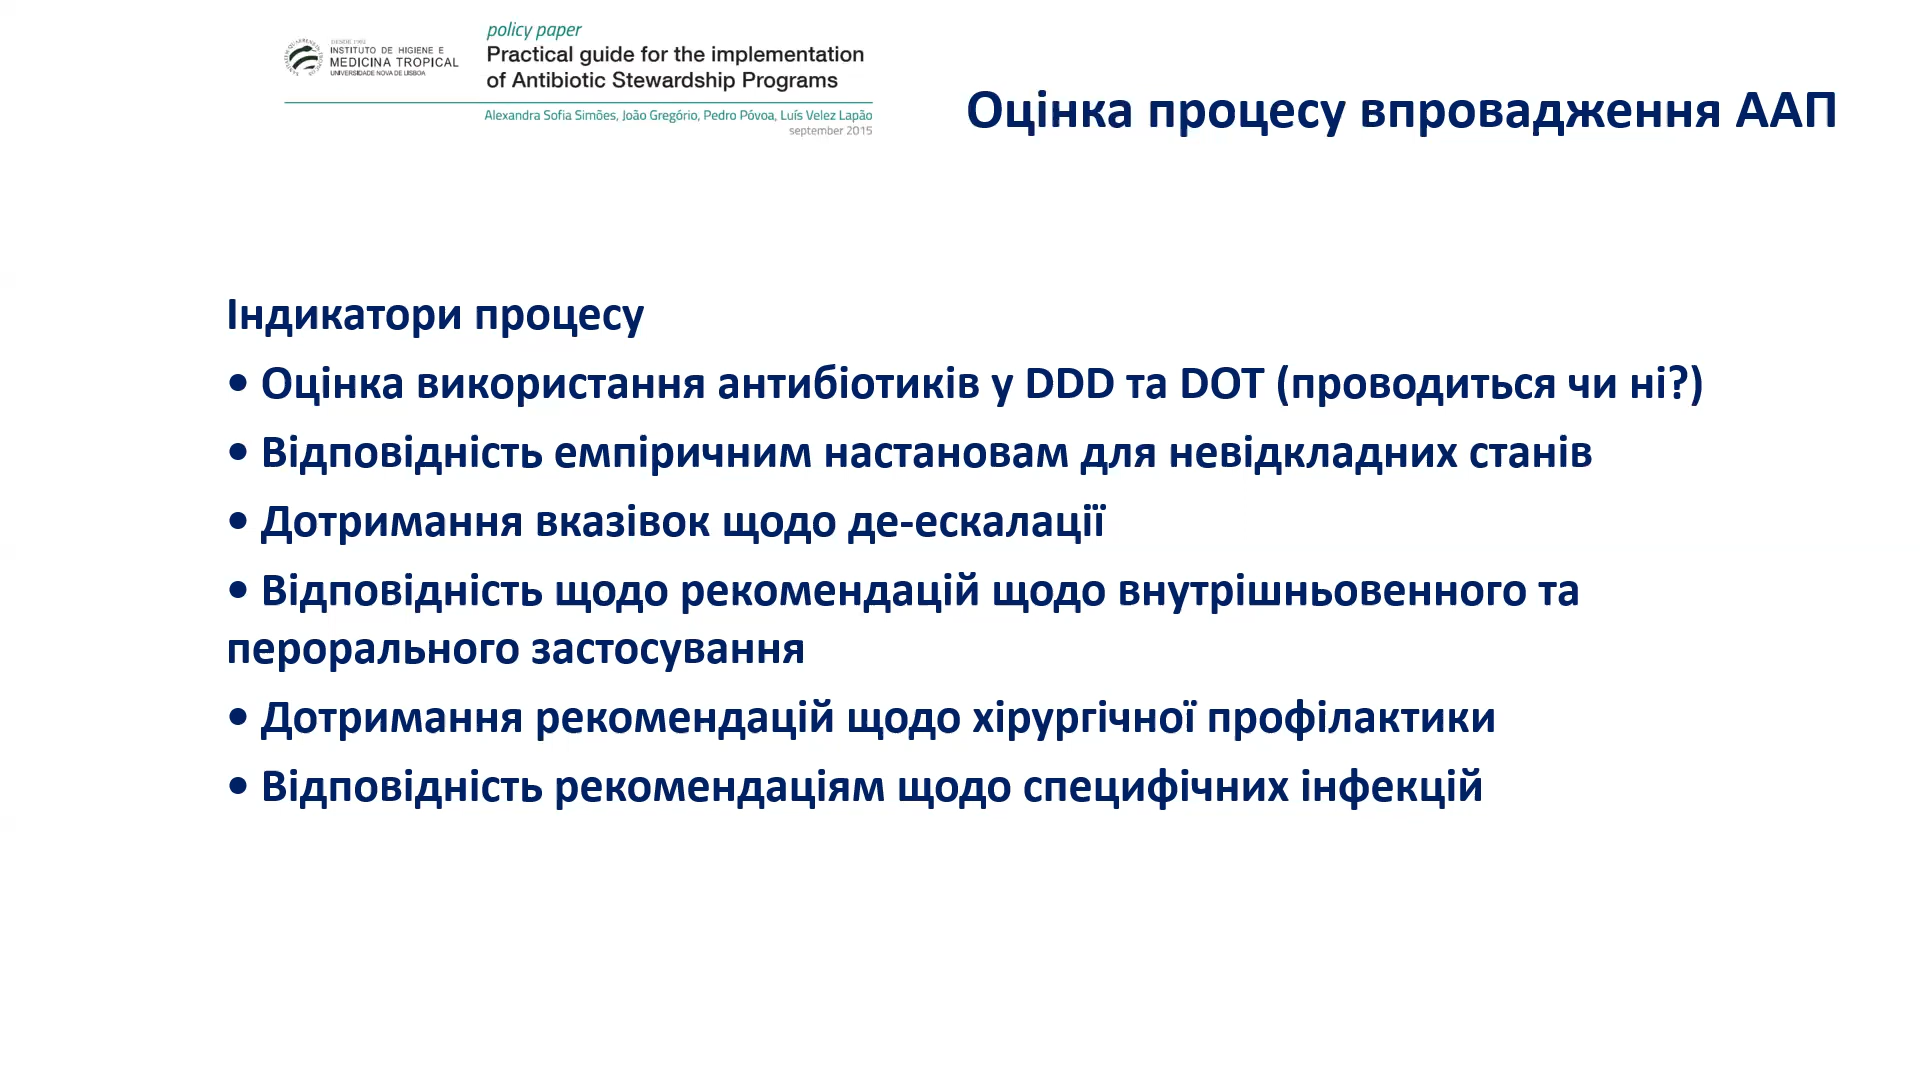 policy paper
DESDE 1902
INSTITUTO DE HIGIENE E
MEDICINA TROPICAL
UNIVERSIDADE NOVA DE LISBOA
Practical guide for the implementation
of Antibiotic Stewardship Programs
Alexandra Sofia Simões, João Gregório, Pedro Póvoa, Luís Velez Lapão
september 2015
Оцінка процесу впровадження ААП
Індикатори процесу
• Оцінка використання антибіотиків у DDD та DOT (проводиться чи ні?)
• Відповідність емпіричним настановам для невідкладних станів
• Дотримання вказівок щодо де-ескалації
• Відповідність щодо рекомендацій щодо внутрішньовенного та
перорального застосування
• Дотримання рекомендацій щодо хірургічної профілактики
• Відповідність рекомендаціям щодо специфічних інфекцій